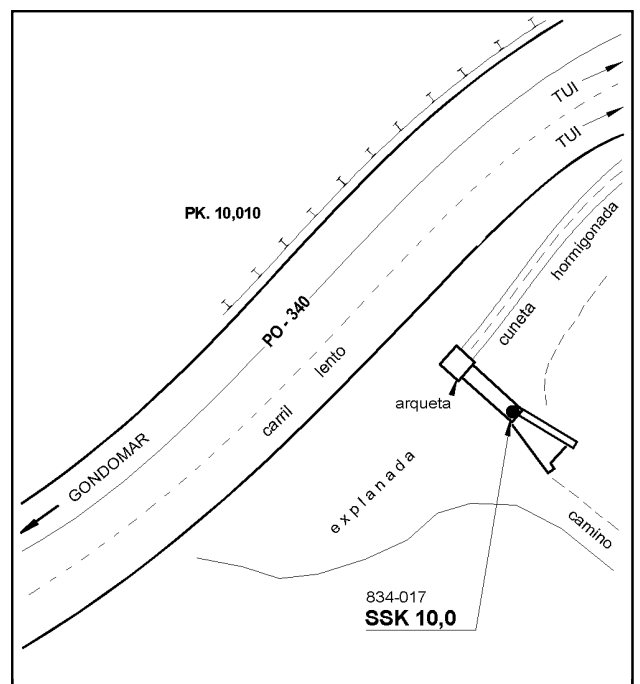 TUI
TUI
PK. 10,010
hormigonada
cuneta
PO - 340
lento
carril
arqueta
GONDOMAR
explanada
camino
834-017
SSK 10,0